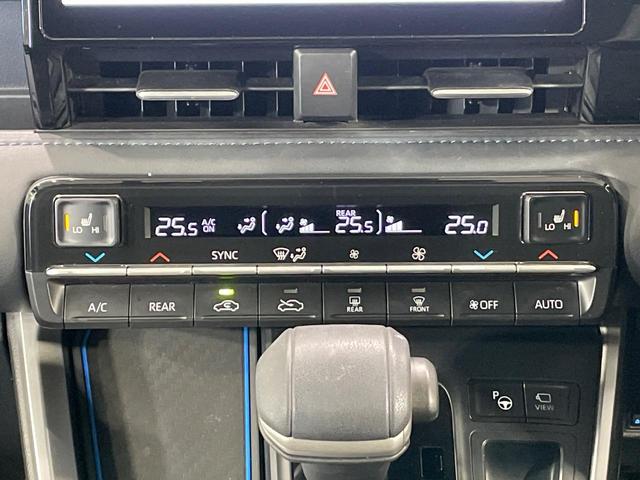 LO HI
25.5 A/C ON
REAR
25.5
25.0
LO HI
SYNC
A/C
REAR
REAR
FRONT
OFF
AUTO
P
VIEW